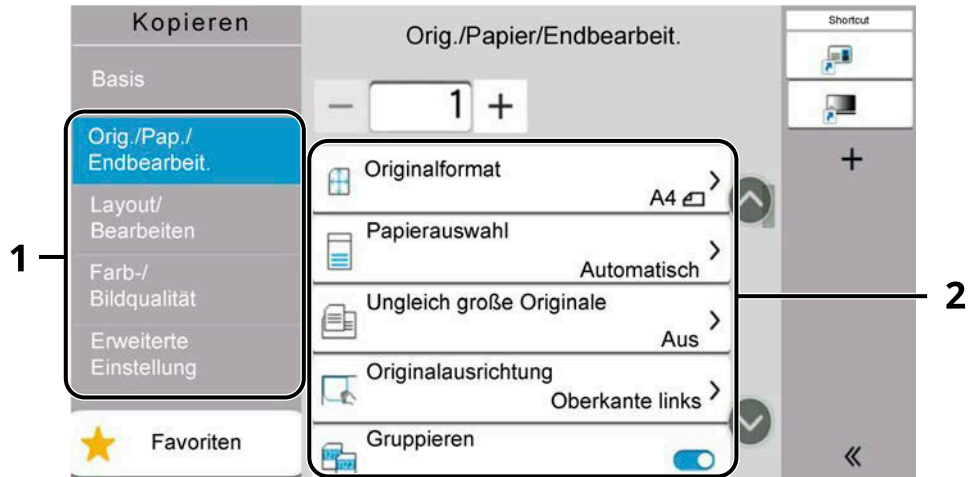 Kopieren
Basis
Orig./Pap./
Endbearbeit.
Layout/
Bearbeiten
Farb-/
Bildqualität
Erweiterte
Einstellung
Favoriten
1
Orig./Papier/Endbearbeit.
1
Originalformat
A4
Papierauswahl
Automatisch
Ungleich große Originale
Aus
Originalausrichtung
Oberkante links
Gruppieren
2
Shortcut